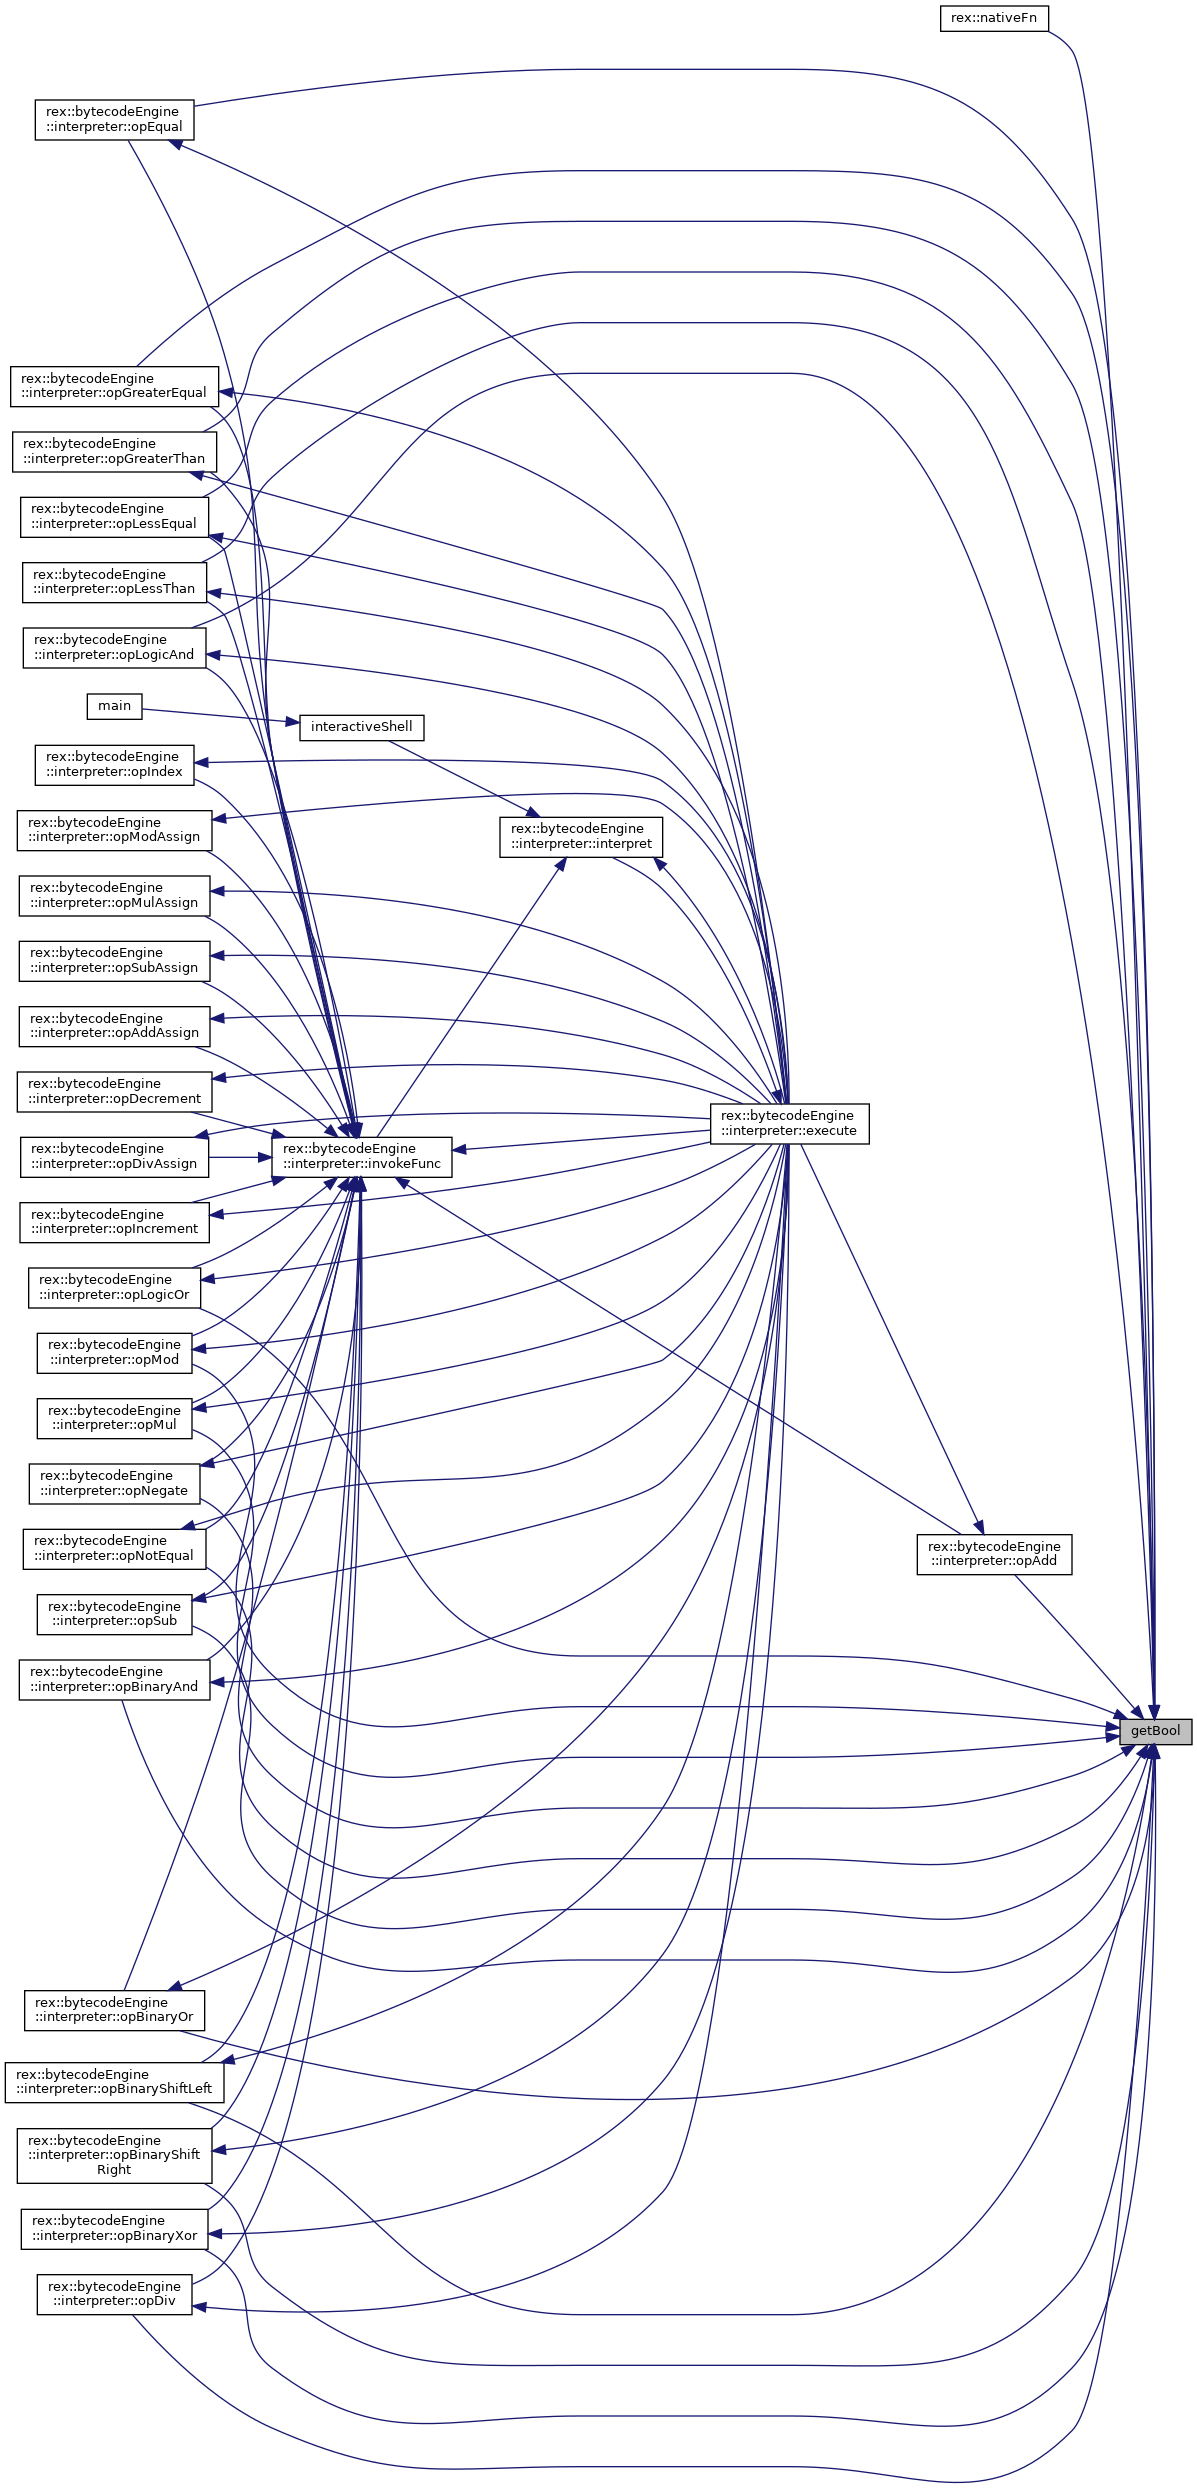 rex::nativeFn
rex::bytecodeEngine
::interpreter::opEqual
rex::bytecodeEngine
::interpreter::opGreaterEqual
rex::bytecodeEngine
::interpreter::opGreaterThan
rex::bytecodeEngine
::interpreter::opLessEqual
rex::bytecodeEngine
::interpreter::opLessThan
rex::bytecodeEngine
::interpreter::opLogicAnd
main
interactiveShell
rex::bytecodeEngine
::interpreter::opIndex
rex::bytecodeEngine
::interpreter::opModAssign
rex::bytecodeEngine
::interpreter::interpret
rex::bytecodeEngine
::interpreter::opMulAssign
rex::bytecodeEngine
::interpreter::opSubAssign
rex::bytecodeEngine
::interpreter::opAddAssign
rex::bytecodeEngine
::interpreter::opDecrement
rex::bytecodeEngine
::interpreter::execute
rex::bytecodeEngine
::interpreter::opDivAssign
rex::bytecodeEngine
::interpreter::invokeFunc
rex::bytecodeEngine
::interpreter::opIncrement
rex::bytecodeEngine
::interpreter::opLogicOr
rex::bytecodeEngine
::interpreter::opMod
rex::bytecodeEngine
::interpreter::opMul
rex::bytecodeEngine
::interpreter::opNegate
rex::bytecodeEngine
::interpreter::opNotEqual
rex::bytecodeEngine
::interpreter::opAdd
rex::bytecodeEngine
::interpreter::opSub
rex::bytecodeEngine
::interpreter::opBinaryAnd
getBool
rex::bytecodeEngine
::interpreter::opBinaryOr
rex::bytecodeEngine
::interpreter::opBinaryShiftLeft
rex::bytecodeEngine
::interpreter::opBinaryShift
Right
rex::bytecodeEngine
::interpreter::opBinaryXor
rex::bytecodeEngine
::interpreter::opDiv